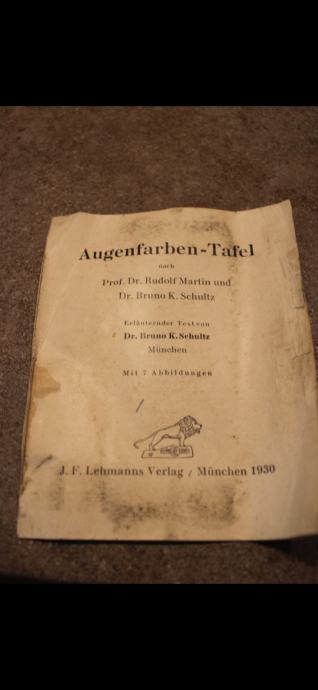 Augenfarben-Tafel
nach
Prof. Dr. Rudolf Martin und
Dr. Bruno K. Schultz
Erläuternder Text von
Dr. Bruno K. Schultz
München
Mit 7 Abbildungen
J. F. Lehmanns Verlag / München 1930